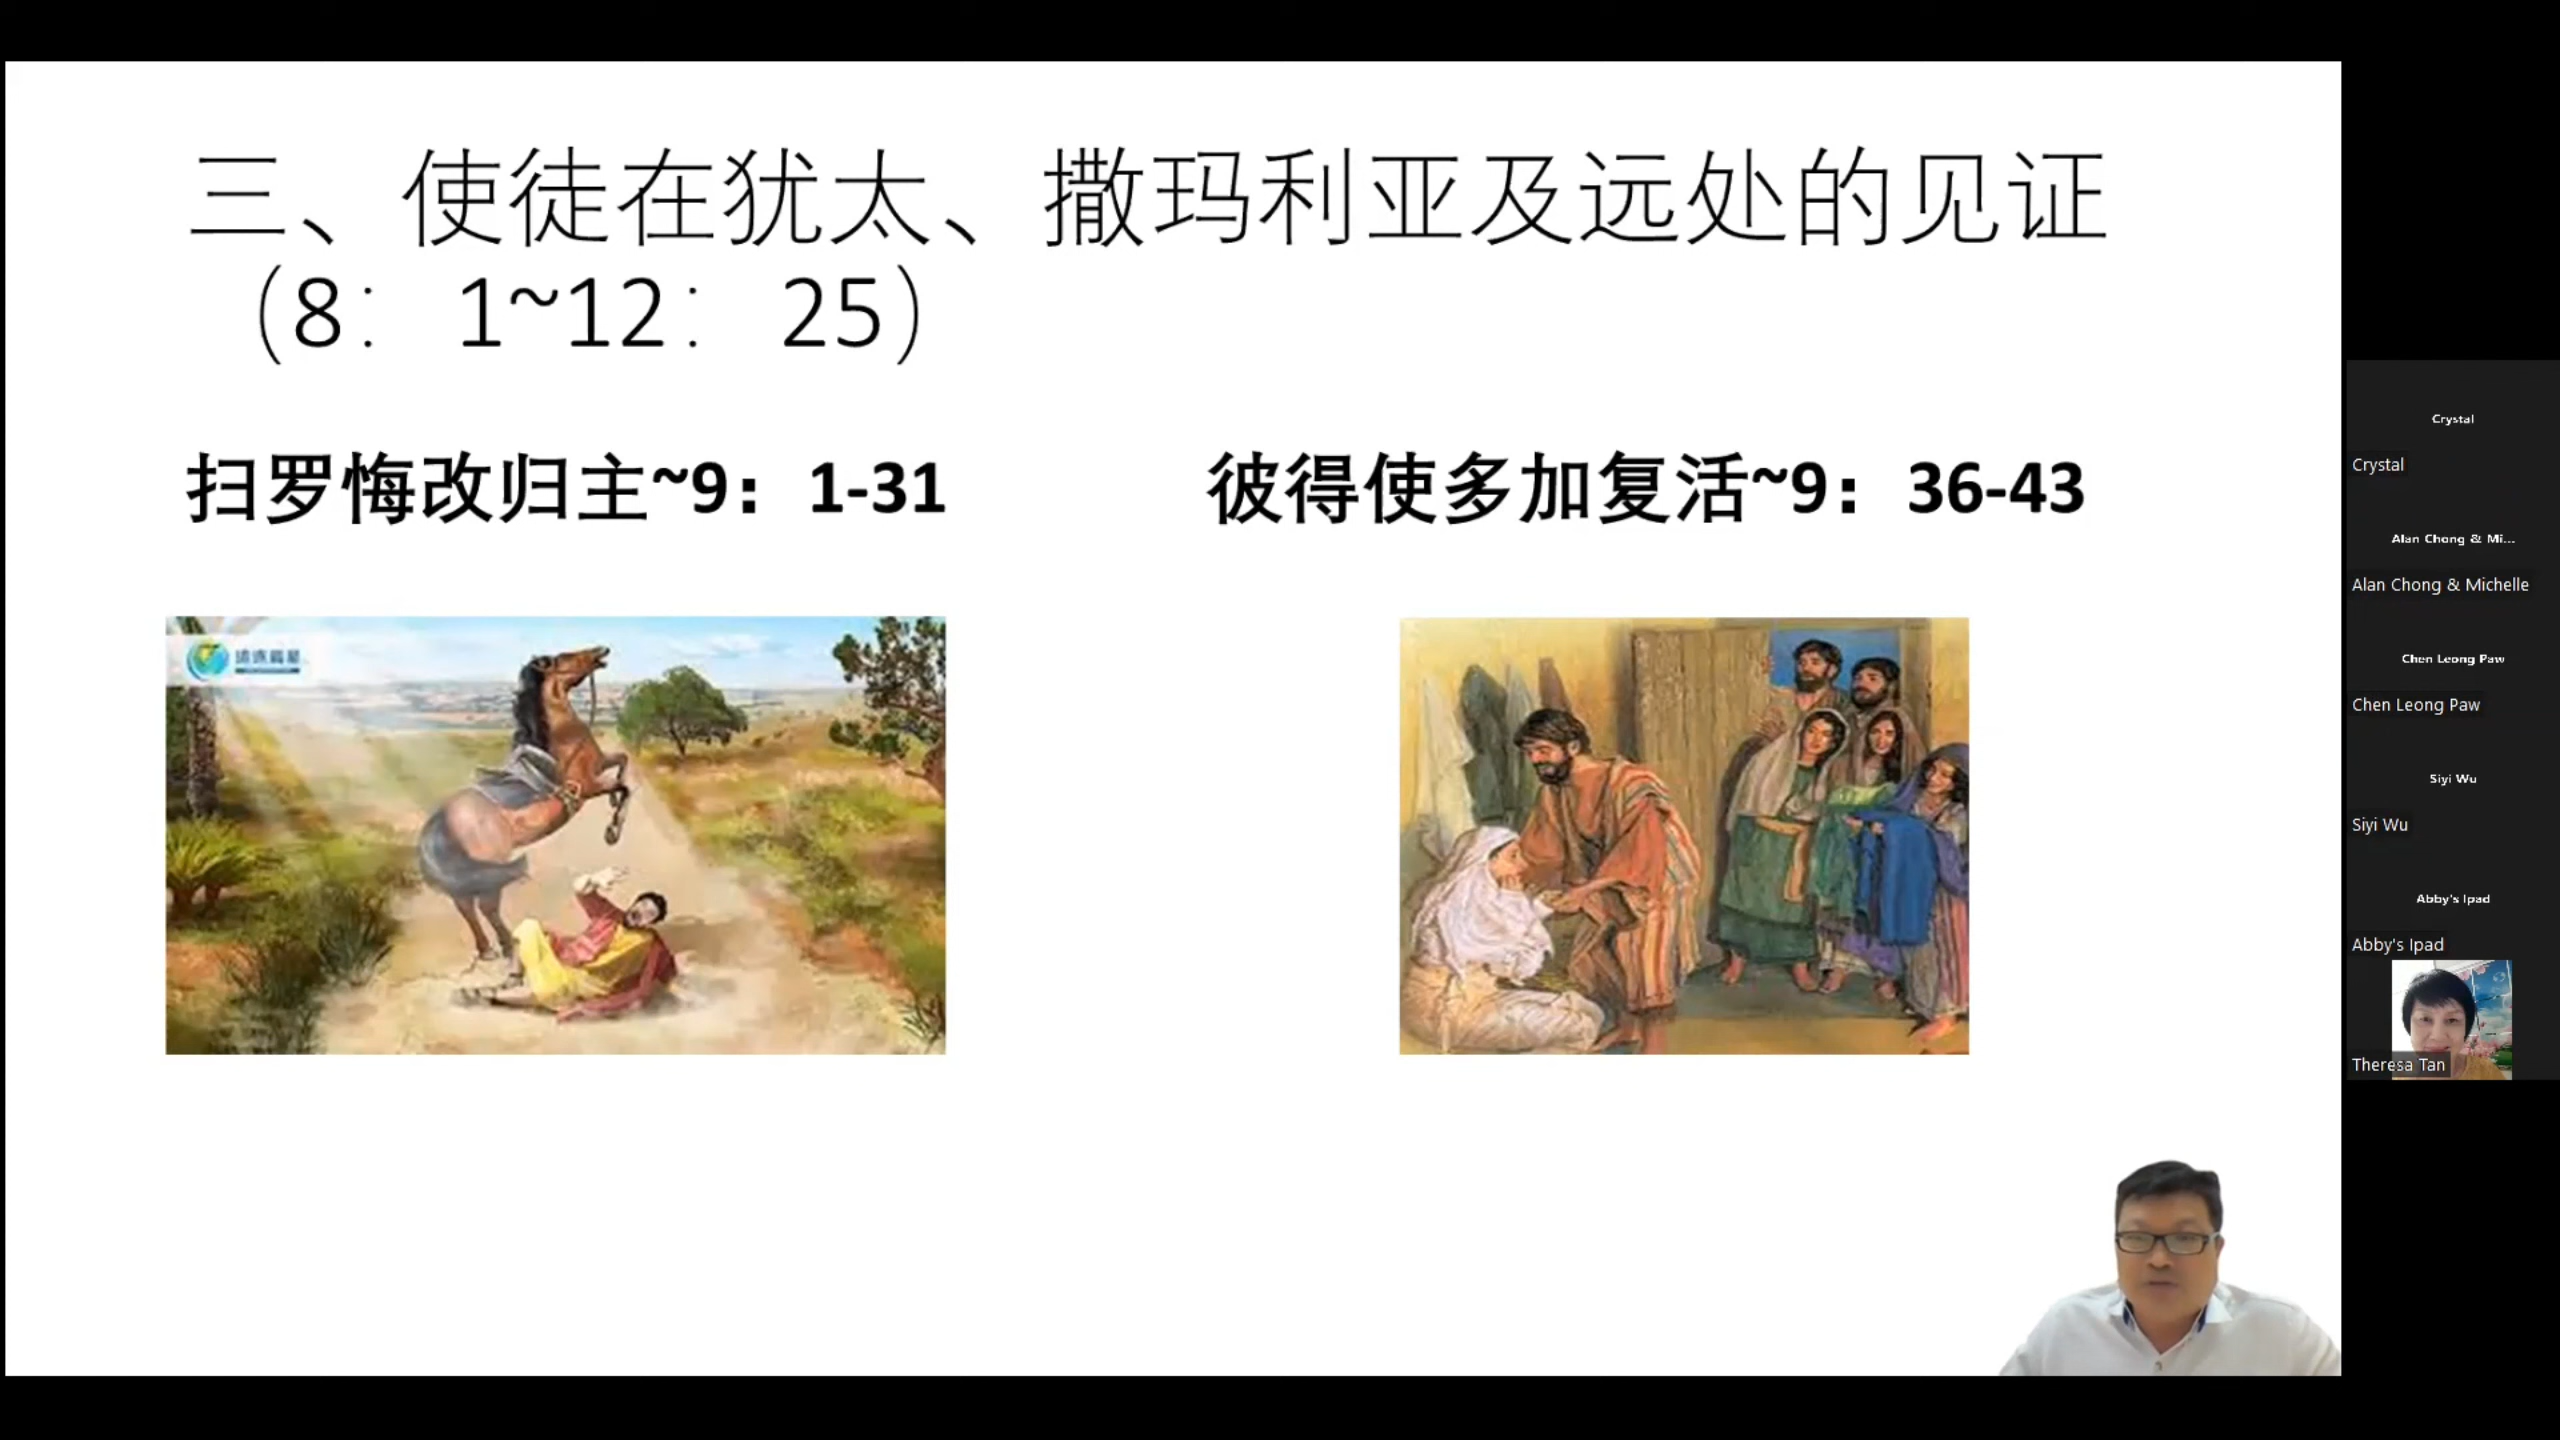 三、使徒在犹太、撒玛利亚及远处的见证
（8：1~12：25）
扫罗悔改归主~9：1-31
彼得使多加复活~9：36-43
Crystal
Crystal
Alan Chong & Mi...
Alan Chong & Michelle
Chen Leong Paw
Chen Leong Paw
Siyi Wu
Siyi Wu
Abby's Ipad
Abby's Ipad
Theresa Tan